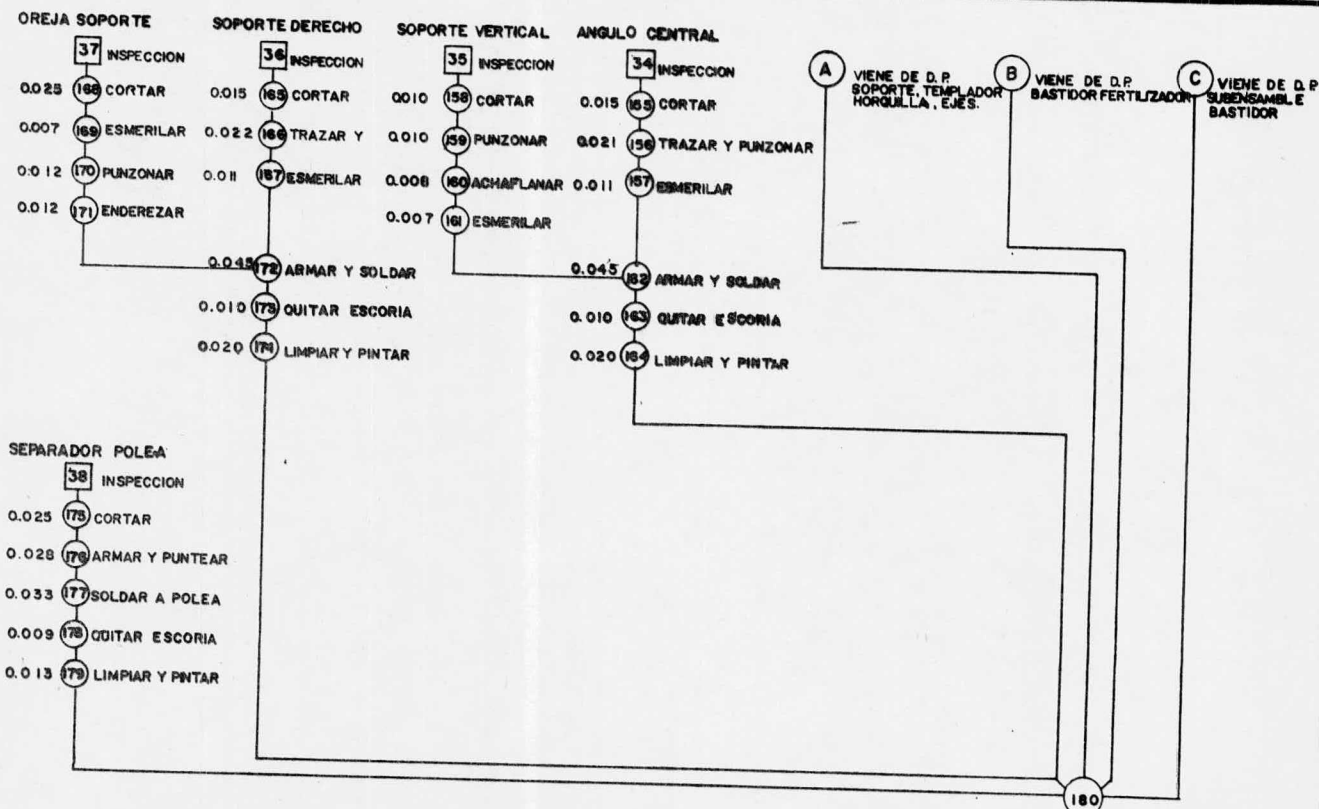 OREJA SOPORTE
37 INSPECCION
0.025 168 CORTAR
0.007 169 ESMERILAR
0.012 170 PUNZONAR
0.012 171 ENDEREZAR
SOPORTE DERECHO
36 INSPECCION
0.015 165 CORTAR
0.022 166 TRAZAR Y
0.011 167 ESMERILAR
0.045 172 ARMAR Y SOLDAR
0.010 173 QUITAR ESCORIA
0.020 174 LIMPIAR Y PINTAR
SOPORTE VERTICAL
35 INSPECCION
0.010 158 CORTAR
0.010 159 PUNZONAR
0.008 160 ACHAFLANAR
0.007 161 ESMERILAR
ANGULO CENTRAL
34 INSPECCION
0.015 155 CORTAR
0.021 156 TRAZAR Y PUNZONAR
0.011 157 ESMERILAR
0.045 162 ARMAR Y SOLDAR
0.010 163 QUITAR ESCORIA
0.020 164 LIMPIAR Y PINTAR
A VIENE DE D.P.
SOPORTE, TEMPLADOR
HORQUILLA, EJES.
B VIENE DE D.P.
BASTIDOR FERTILIZADOR
C VIENE DE D.P.
SUBENSAMBLE
BASTIDOR
SEPARADOR POLEA
38 INSPECCION
0.025 175 CORTAR
0.028 176 ARMAR Y PUNTEAR
0.033 177 SOLDAR A POLEA
0.009 178 QUITAR ESCORIA
0.013 179 LIMPIAR Y PINTAR
180